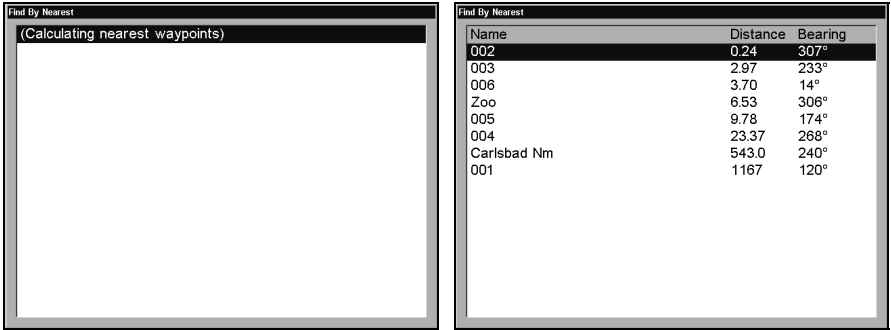 Find By Nearest
(Calculating nearest waypoints)
Find By Nearest
Name Distance Bearing
002 0.24 307°
003 2.97 233°
006 3.70 14°
Zoo 6.53 306°
005 9.78 174°
004 23.37 268°
Carlsbad Nm 543.0 240°
001 1167 120°